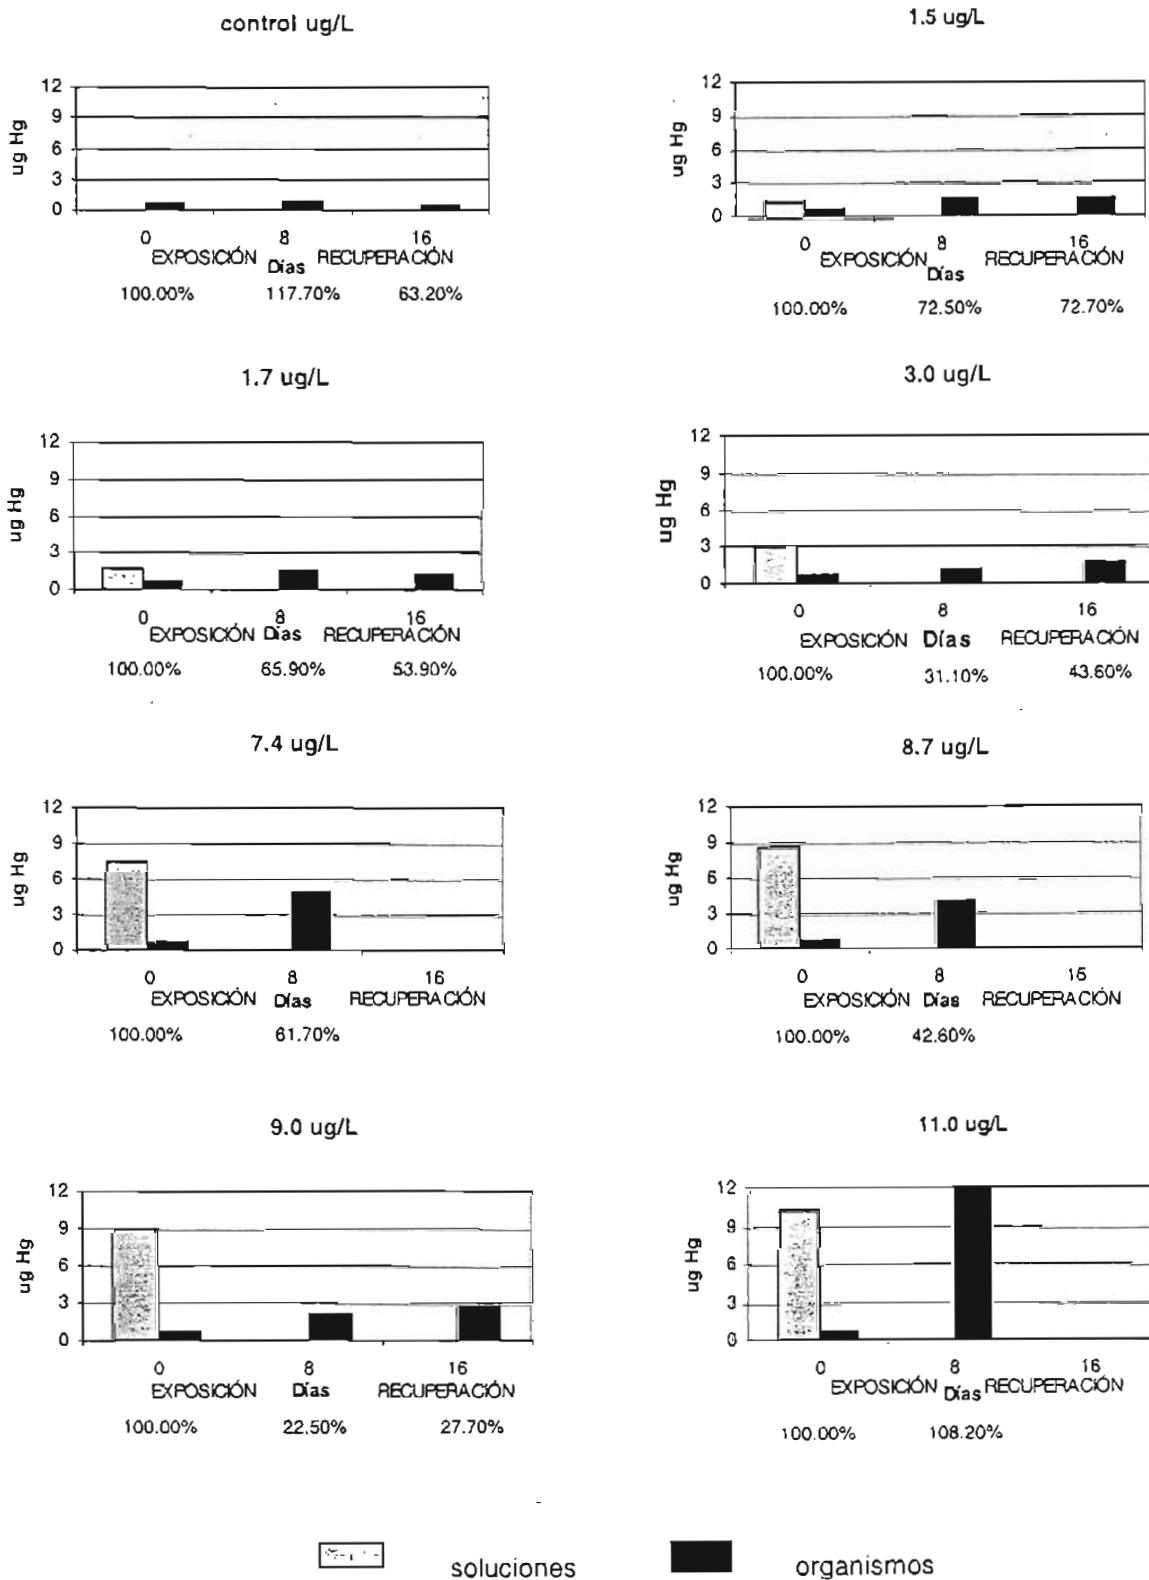 control ug/L
12
9
6
3
0
ug Hg
0 8 16
EXPOSICIÓN Días RECUPERACIÓN
100.00% 117.70% 63.20%
1.5 ug/L
12
9
6
3
0
ug Hg
0 8 16
EXPOSICIÓN Días RECUPERACIÓN
100.00% 72.50% 72.70%
1.7 ug/L
12
9
6
3
0
ug Hg
0 8 16
EXPOSICIÓN Días RECUPERACIÓN
100.00% 65.90% 53.90%
3.0 ug/L
12
9
6
3
0
ug Hg
0 8 16
EXPOSICIÓN Días RECUPERACIÓN
100.00% 31.10% 43.60%
7.4 ug/L
12
9
6
3
0
ug Hg
0 8 16
EXPOSICIÓN Días RECUPERACIÓN
100.00% 61.70%
8.7 ug/L
12
9
6
3
0
ug Hg
0 8 16
EXPOSICIÓN Días RECUPERACIÓN
100.00% 42.60%
9.0 ug/L
12
9
6
3
0
ug Hg
0 8 16
EXPOSICIÓN Días RECUPERACIÓN
100.00% 22.50% 27.70%
11.0 ug/L
12
9
6
3
0
ug Hg
0 8 16
EXPOSICIÓN Días RECUPERACIÓN
100.00% 108.20%
soluciones organismos